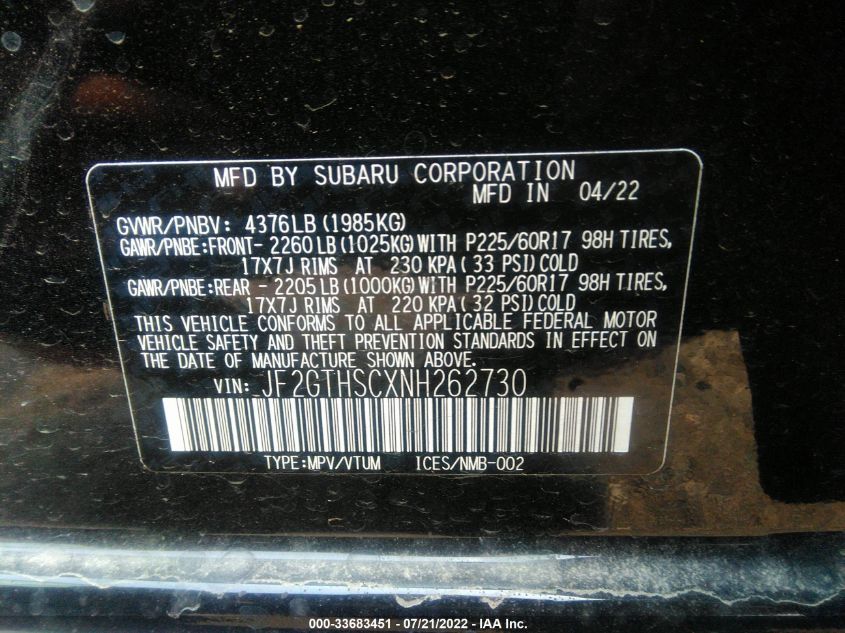 MFD BY SUBARU CORPORATION
MFD IN 04/22
GVWR/PNBV: 4376LB (1985KG)
GAWR/PNBE:FRONT- 2260 LB (1025KG) WITH P225/60R17 98H TIRES,
17X7J RIMS AT 230 KPA( 33 PSI) COLD
GAWR/PNBE:REAR - 2205 LB (1000KG) WITH P225/60R17 98H TIRES,
17X7J RIMS AT 220 KPA( 32 PSI) COLD
THIS VEHICLE CONFORMS TO ALL APPLICABLE FEDERAL MOTOR
VEHICLE SAFETY AND THEFT PREVENTION STANDARDS IN EFFECT ON
THE DATE OF MANUFACTURE SHOWN ABOVE.
VIN: JF2GTHSCXNH262730
TYPE:MPV/VTUM ICES/NMB-002
000-33683451 - 07/21/2022 - IAA Inc.